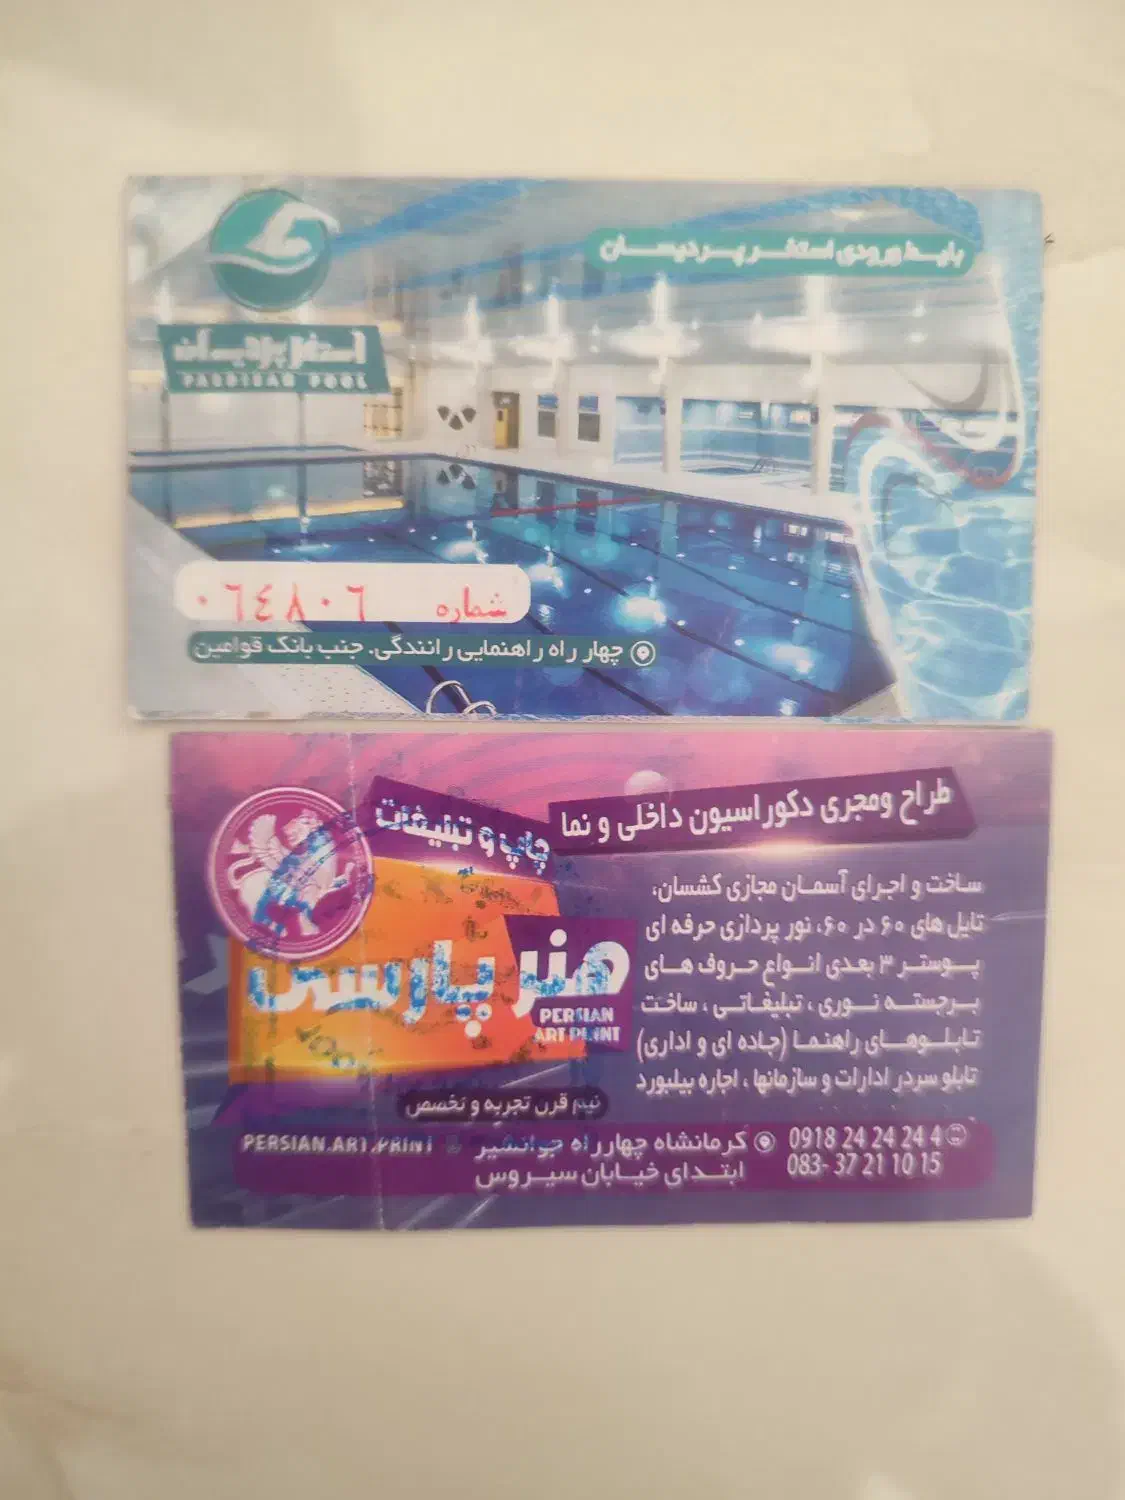 بلیط ورودی استخر پردیسان
استخر پردیسان
PARDISAN POOL
شماره ٠٦٤٨٠٦
چهار راه راهنمایی رانندگی. جنب بانک قوامین
طراح ومجری دکوراسیون داخلی و نما
چاپ و تبلیغات
هنر پارسی
PERSIAN
ART PRINT
ساخت و اجرای آسمان مجازی کشسان،
تایل های ۶۰ در ۶۰، نور پردازی حرفه ای
پوستر ۳ بعدی انواع حروف های
برجسته نوری ، تبلیغاتی ، ساخت
تابلوهای راهنما (جاده ای و اداری)
تابلو سردر ادارات و سازمانها ، اجاره بیلبورد
نیم قرن تجربه و تخصص
0918 24 24 24 4
083- 37 21 10 15
کرمانشاه چهارراه جوانشیر
ابتدای خیابان سیروس
PERSIAN.ART.PRINT